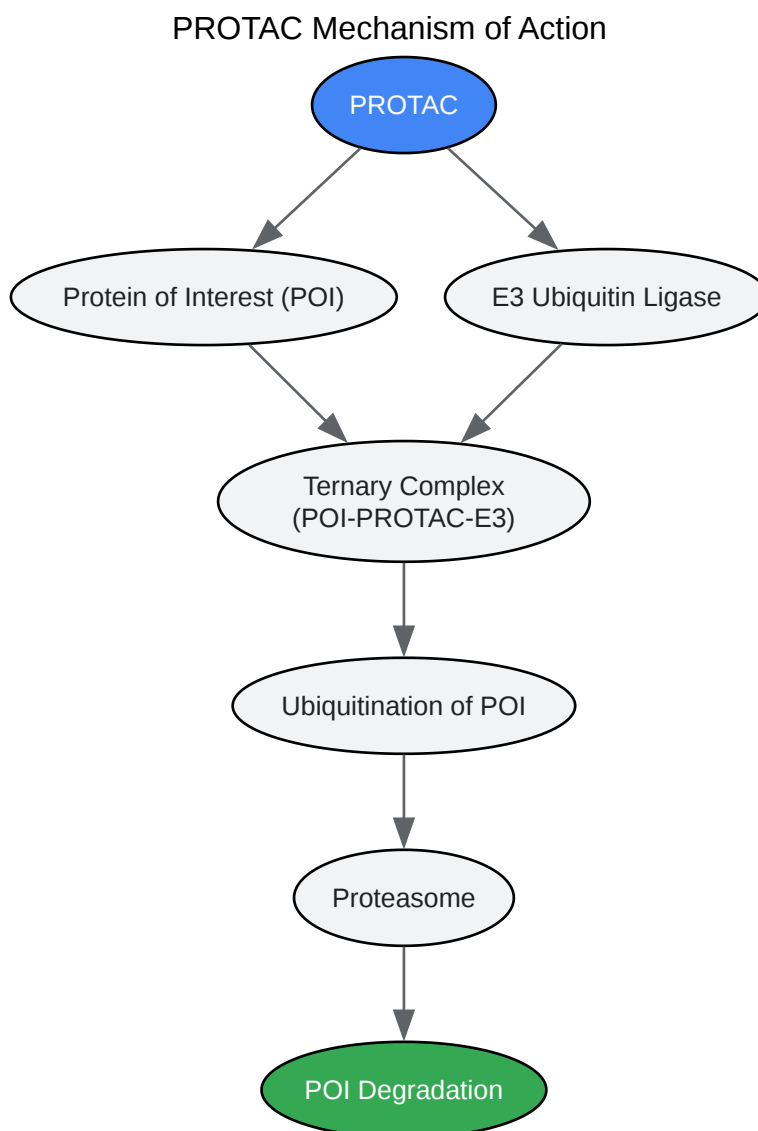 PROTAC Mechanism of Action
PROTAC
Protein of Interest (POI)
E3 Ubiquitin Ligase
Ternary Complex
(POI-PROTAC-E3)
Ubiquitination of POI
Proteasome
POI Degradation